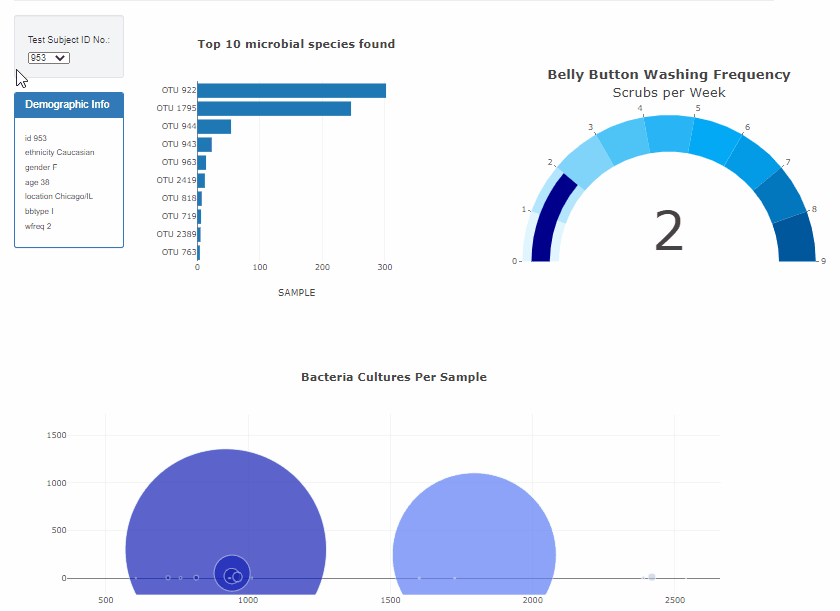 Test Subject ID No.:
953
Demographic Info
id 953
ethnicity Caucasian
gender F
age 38
location Chicago/IL
bbtype I
wfreq 2
Top 10 microbial species found
OTU 922
OTU 1795
OTU 944
OTU 943
OTU 963
OTU 2419
OTU 818
OTU 719
OTU 2389
OTU 763
0 100 200 300
SAMPLE
Belly Button Washing Frequency
Scrubs per Week
0
1
2
3
4
5
6
7
8
9
2
Bacteria Cultures Per Sample
1500
1000
500
0
500 1000 1500 2000 2500